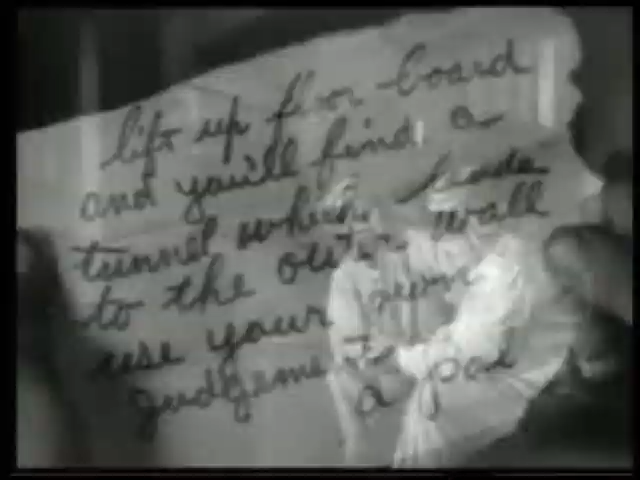 lift up floor board
and you'll find a
tunnel which leads
to the outer wall
use your own
judgement
a pal